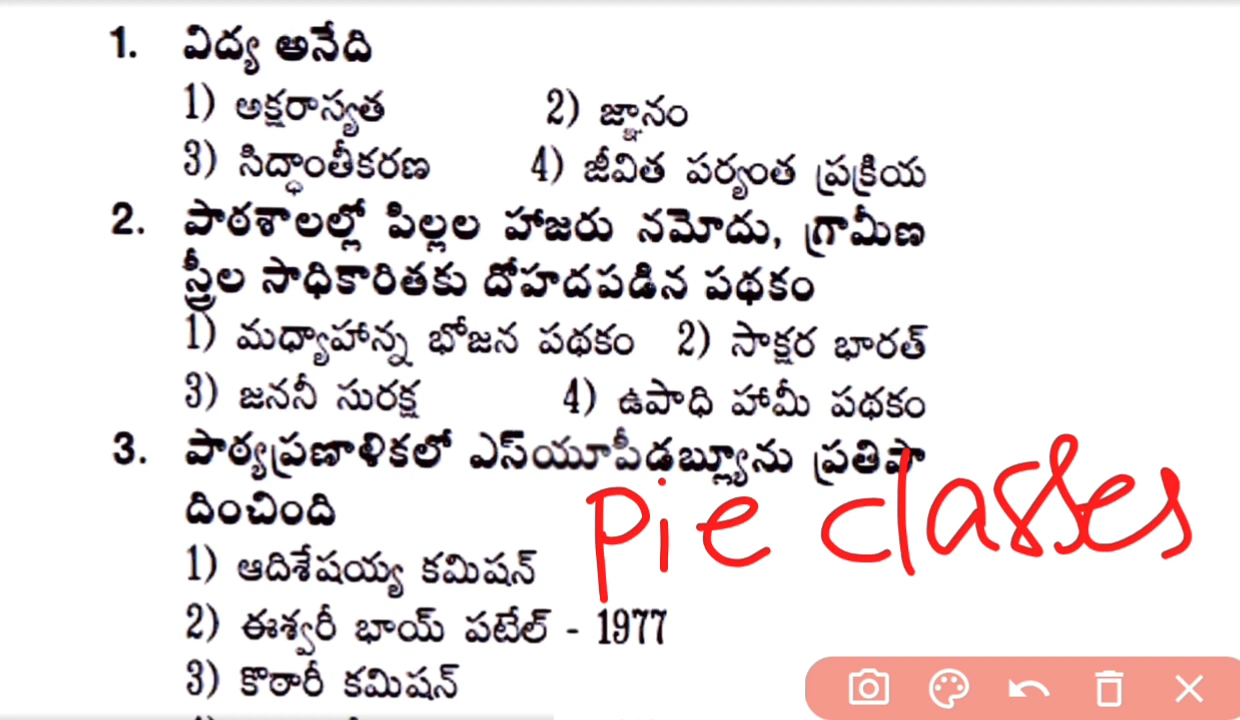 1. విద్య అనేది
1) అక్షరాస్యత 2) జ్ఞానం
3) సిద్ధాంతీకరణ 4) జీవిత పర్యంత ప్రక్రియ
2. పాఠశాలల్లో పిల్లల హాజరు నమోదు, గ్రామీణ
స్త్రీల సాధికారితకు దోహదపడిన పథకం
1) మధ్యాహాన్న భోజన పథకం 2) సాక్షర భారత్
3) జననీ సురక్ష 4) ఉపాధి హామీ పథకం
3. పాఠ్యప్రణాళికలో ఎస్‌యూపీడబ్ల్యూను ప్రతిపా
దించింది
pie classes
1) ఆదిశేషయ్య కమిషన్
2) ఈశ్వరీ భాయ్ పటేల్ - 1977
3) కొఠారీ కమిషన్